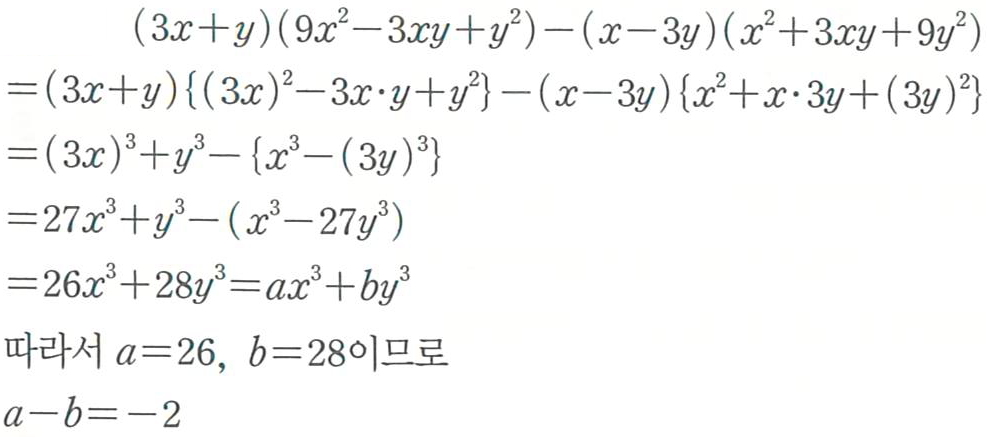 (3x+y)(9x²−3xy+y²)−(x−3y)(x²+3xy+9y²)
=(3x+y){(3x)²−3x·y+y²}−(x−3y){x²+x·3y+(3y)²}
=(3x)³+y³−{x³−(3y)³}
=27x³+y³−(x³−27y³)
=26x³+28y³=ax³+by³
따라서 a=26, b=28이므로
a−b=−2